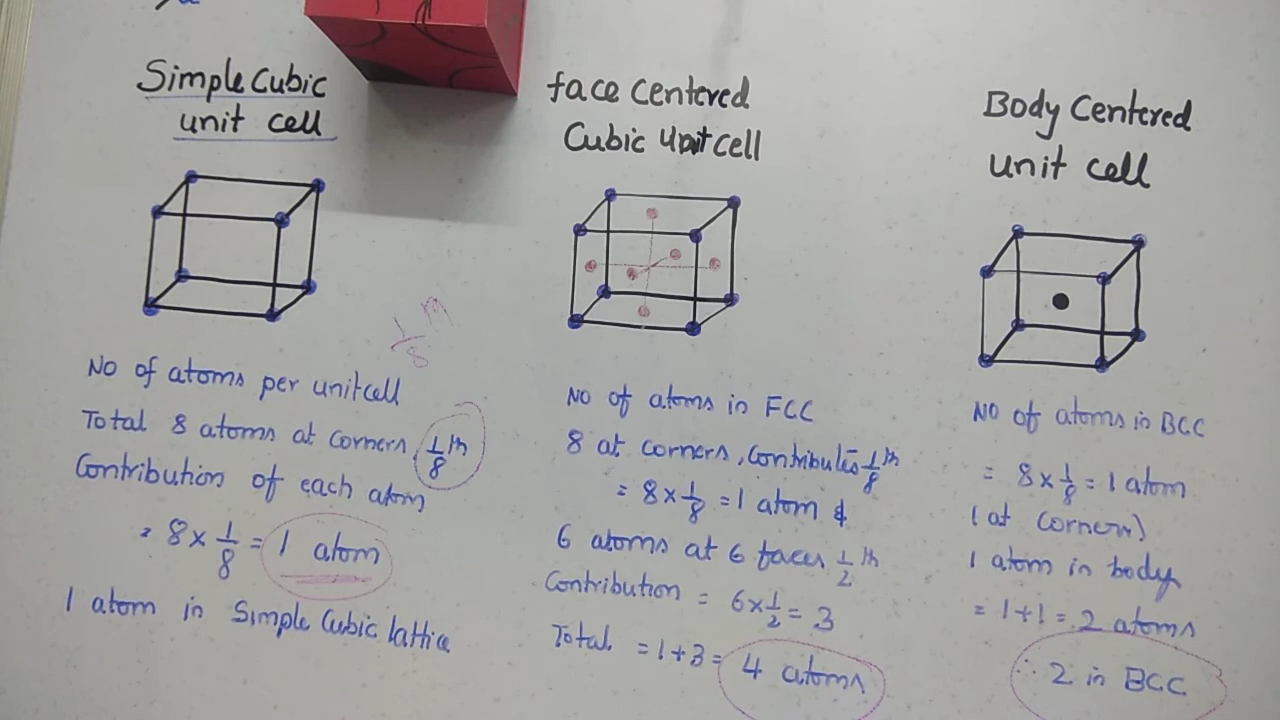 Simple Cubic
unit cell
1/8 th
No of atoms per unitcell
Total 8 atoms at corners, 1/8 th
Contribution of each atom
= 8 x 1/8 = 1 atom
1 atom in Simple Cubic lattice
face Centered
Cubic Unit cell
No of atoms in FCC
8 at corners, contributes 1/8 th
= 8 x 1/8 = 1 atom &
6 atoms at 6 faces 1/2 th
Contribution = 6 x 1/2 = 3
Total = 1+3 = 4 atoms
Body Centered
Unit cell
No of atoms in BCC
= 8 x 1/8 = 1 atom
(at corners)
1 atom in body
= 1+1 = 2 atoms
∴ 2 in BCC